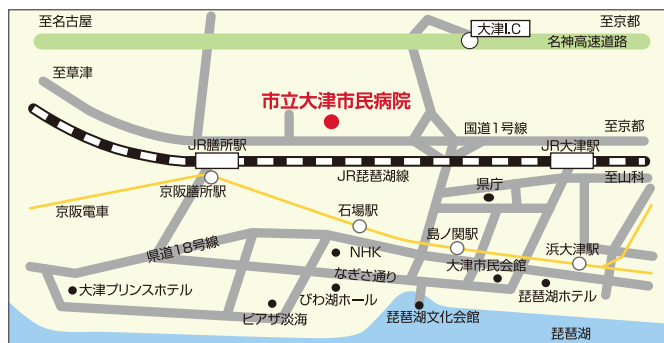 至名古屋
大津I.C
至京都
名神高速道路
至草津
市立大津市民病院
国道1号線
至京都
JR膳所駅
JR大津駅
JR琵琶湖線
至山科
県庁
京阪膳所駅
京阪電車
石場駅
島ノ関駅
浜大津駅
県道18号線
NHK
なぎさ通り
大津市民会館
大津プリンスホテル
びわ湖ホール
琵琶湖ホテル
ピアザ淡海
琵琶湖文化会館
琵琶湖